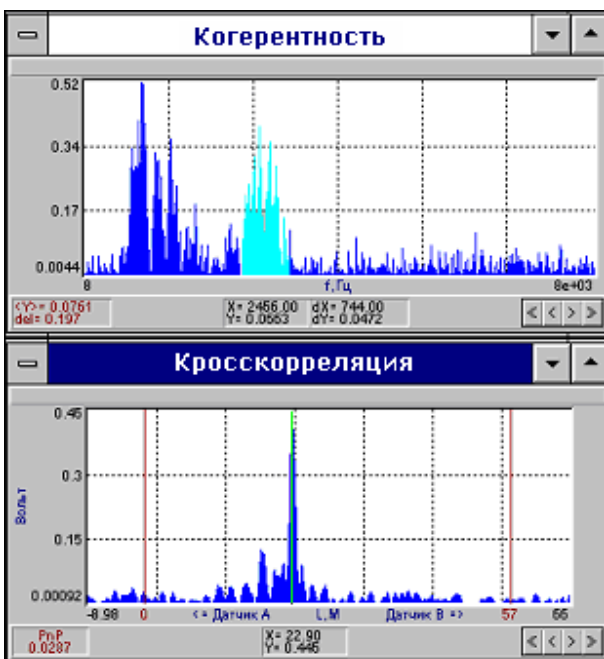 Когерентность
0.52
0.34
0.17
0.0044
8 f,Гц 8e+03
<Y>= 0.0761 X= 2456.00 dX= 744.00
del= 0.197 Y= 0.0553 dY= 0.0472
Кросскорреляция
0.45
0.3
Вольт
0.15
0.00092
-8.98 0 <= Датчик A L,М Датчик B => 57 66
РпР X= 22.90
0.0287 Y= 0.446